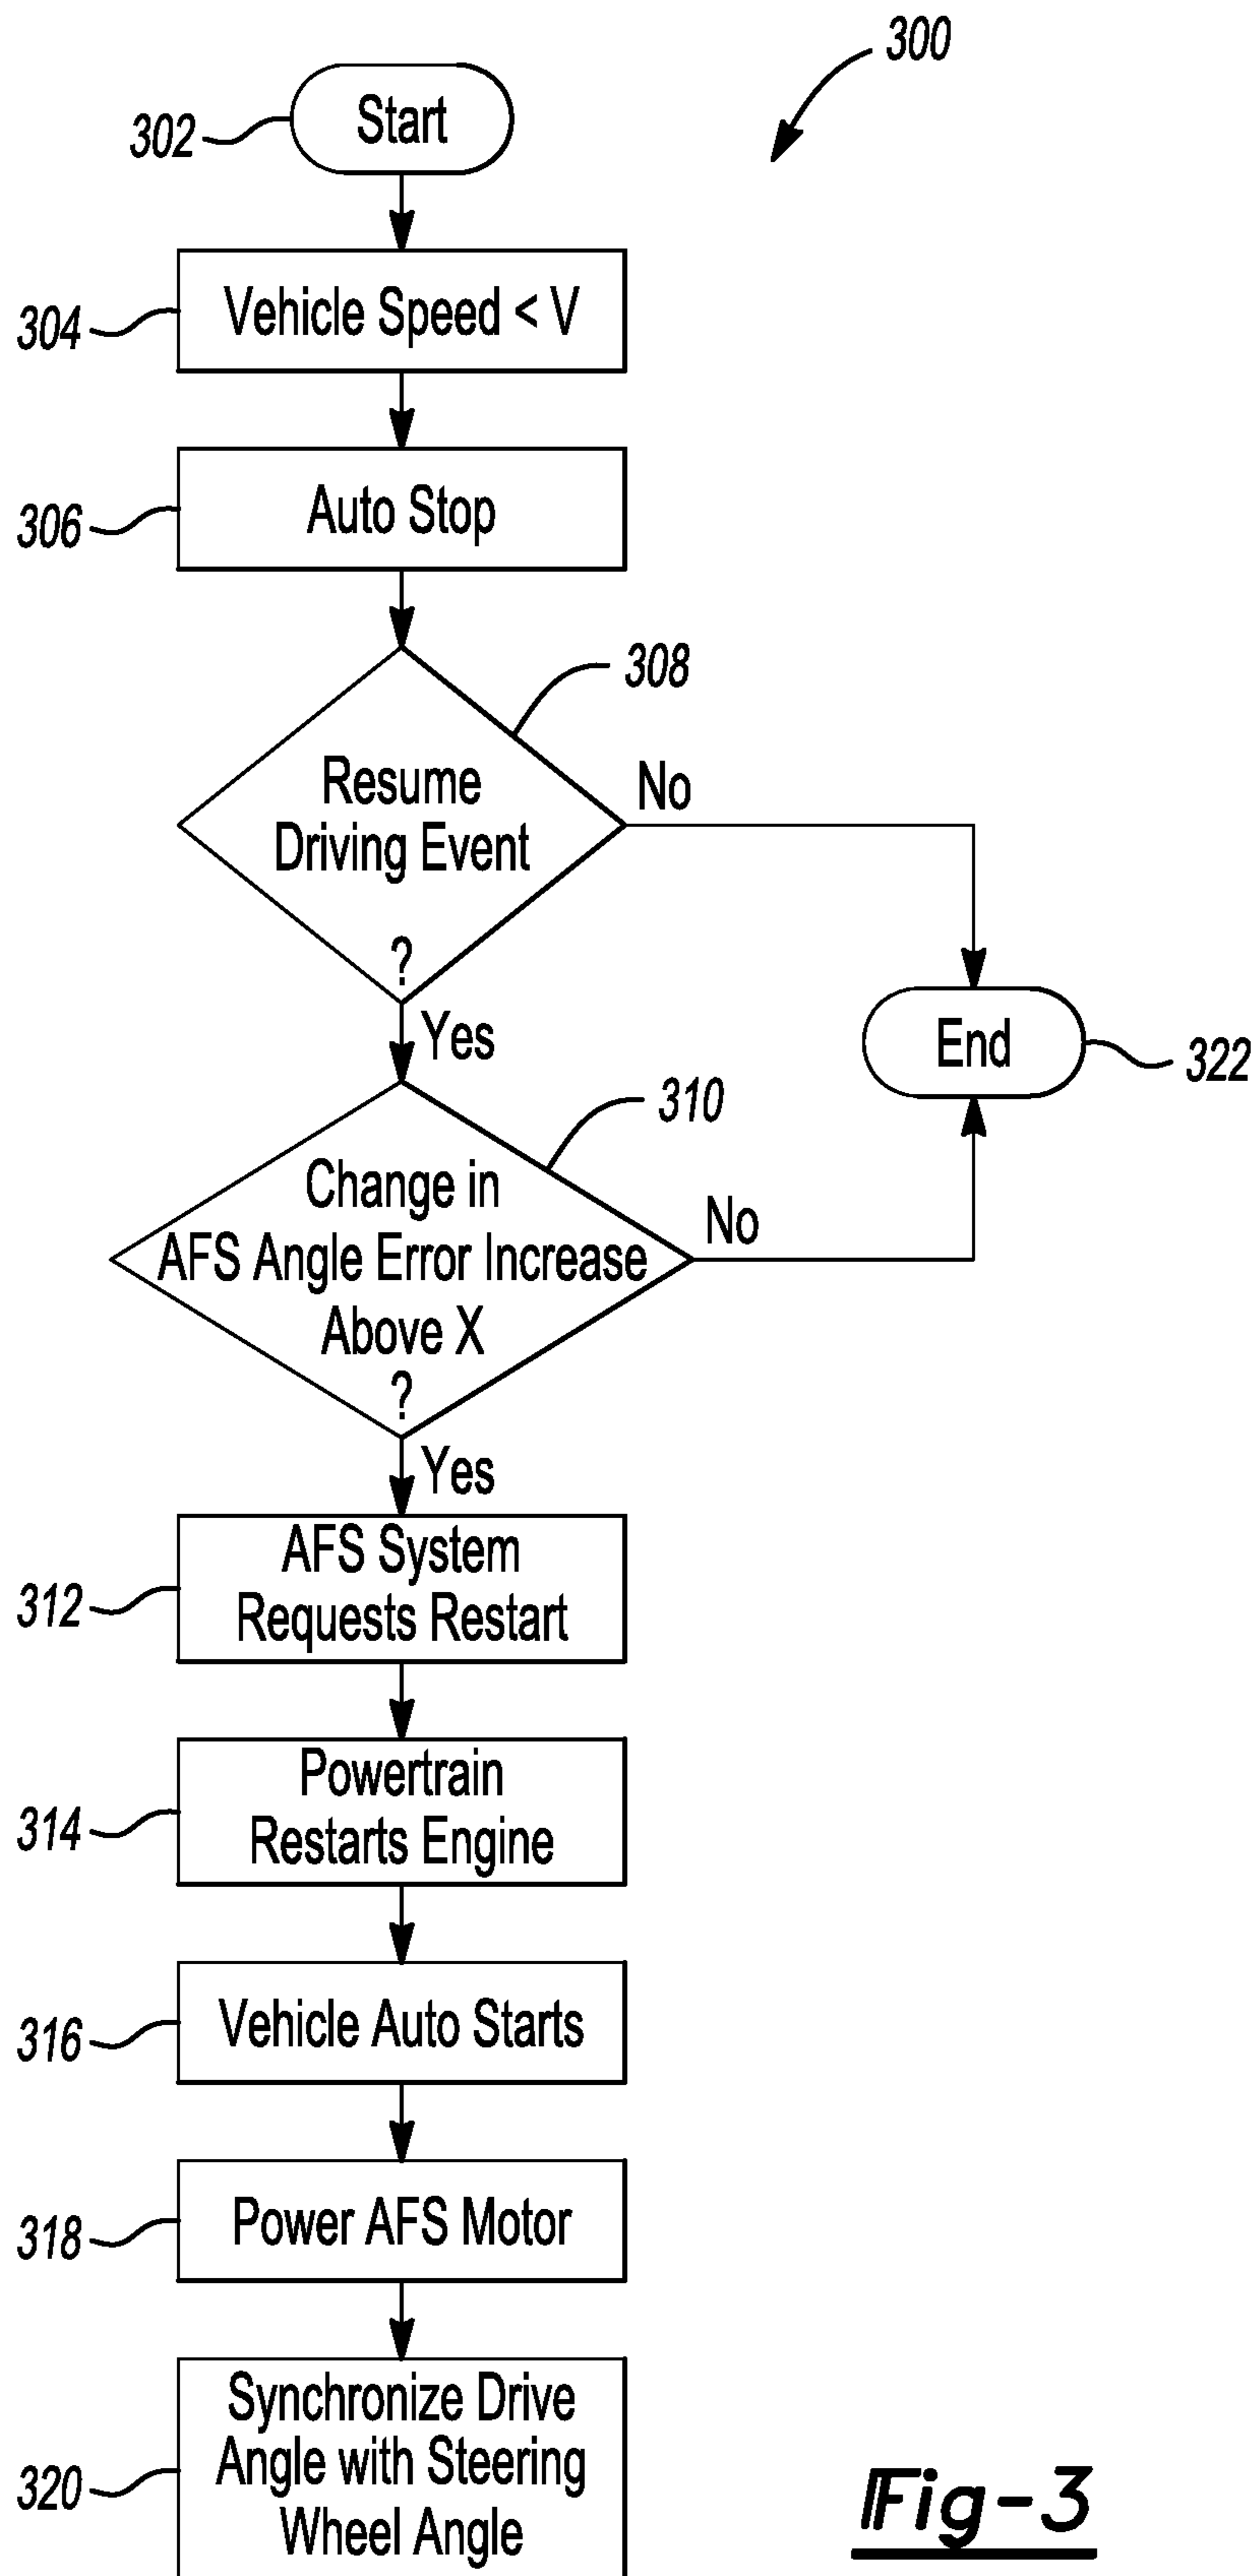 300
302
Start
304
Vehicle Speed < V
306
Auto Stop
308
Resume
Driving Event
?
No
Yes
End
322
310
Change in
AFS Angle Error Increase
Above X
?
No
Yes
312
AFS System
Requests Restart
314
Powertrain
Restarts Engine
316
Vehicle Auto Starts
318
Power AFS Motor
320
Synchronize Drive
Angle with Steering
Wheel Angle
Fig-3